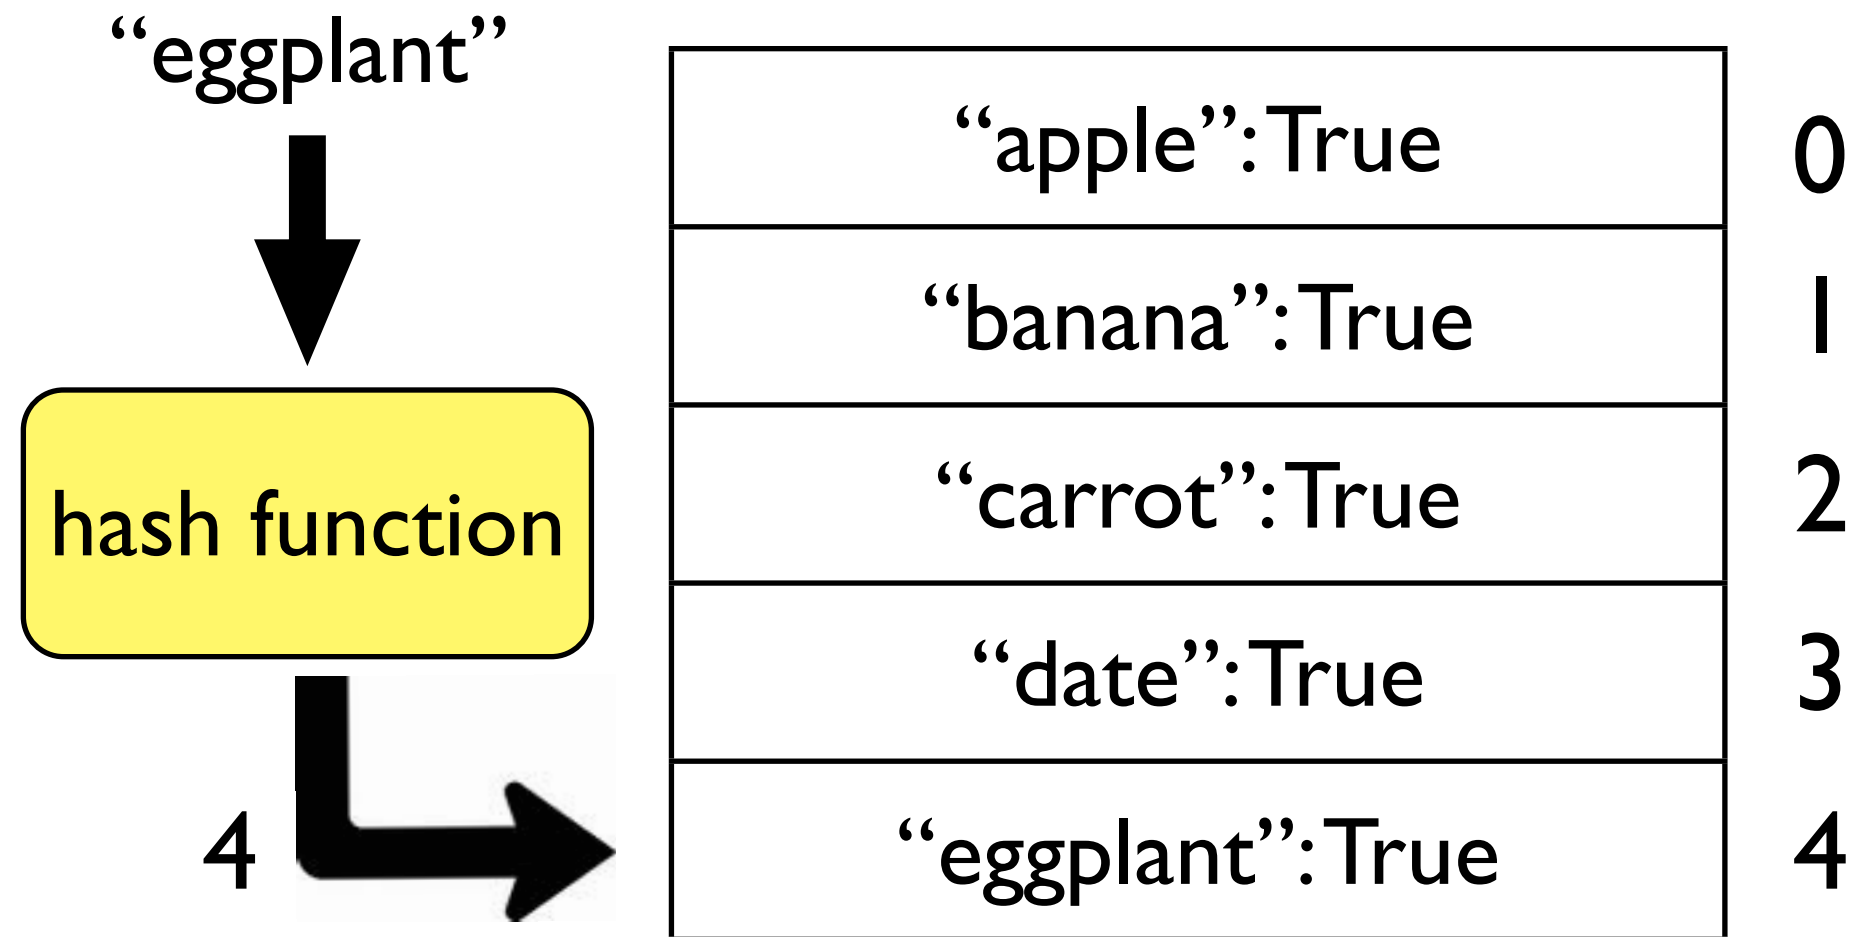 “eggplant”
hash function
4
“apple”: True
0
“banana”: True
1
“carrot”: True
2
“date”: True
3
“eggplant”: True
4